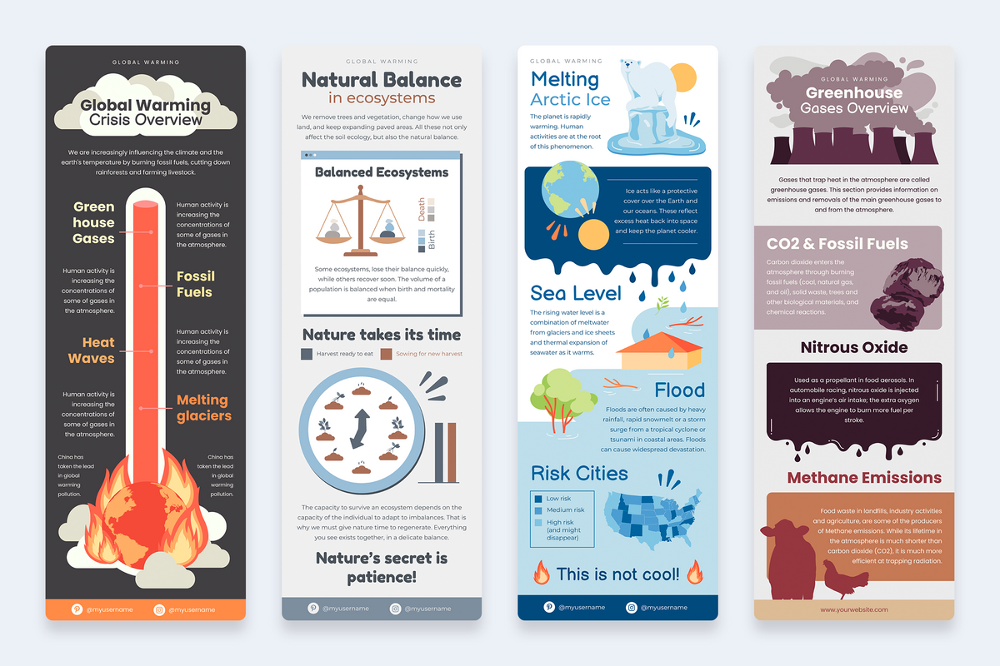 GLOBAL WARMING
Global Warming
Crisis Overview
We are increasingly influencing the climate and the
earth's temperature by burning fossil fuels, cutting down
rainforests and farming livestock.
Green
house
Gases
Human activity is
increasing the
concentrations of
some of gases in
the atmosphere.
Human activity is
increasing the
concentrations of
some of gases in
the atmosphere.
Fossil
Fuels
Heat
Waves
Human activity is
increasing the
concentrations of
some of gases in
the atmosphere.
Human activity is
increasing the
concentrations of
some of gases in
the atmosphere.
Melting
glaciers
China has
taken the lead
in global
warming
pollution.
China has
taken the lead
in global
warming
pollution.
@myusername
@myusername
GLOBAL WARMING
Natural Balance
in ecosystems
We remove trees and vegetation, change how we use
land, and keep expanding paved areas. All these not only
affect the soil ecology, but also the natural balance.
Balanced Ecosystems
Death
Birth
Some ecosystems, lose their balance quickly,
while others recover soon. The volume of a
population is balanced when birth and mortality
are equal.
Nature takes its time
Harvest ready to eat
Sowing for new harvest
The capacity to survive an ecosystem depends on the
capacity of the individual to adapt to imbalances. That is
why we must give nature time to regenerate. Everything
you see exists together, in a delicate balance.
Nature's secret is
patience!
@myusername
@myusername
GLOBAL WARMING
Melting
Arctic Ice
The planet is rapidly
warming. Human
activities are at the root
of this phenomenon.
Ice acts like a protective
cover over the Earth and
our oceans. These reflect
excess heat back into space
and keep the planet cooler.
Sea Level
The rising water level is a
combination of meltwater
from glaciers and ice sheets
and thermal expansion of
seawater as it warms.
Flood
Floods are often caused by heavy
rainfall, rapid snowmelt or a storm
surge from a tropical cyclone or
tsunami in coastal areas. Floods
can cause widespread devastation.
Risk Cities
Low risk
Medium risk
High risk
(and might
disappear)
This is not cool!
@myusername
@myusername
GLOBAL WARMING
Greenhouse
Gases Overview
Gases that trap heat in the atmosphere are called
greenhouse gases. This section provides information on
emissions and removals of the main greenhouse gases to
and from the atmosphere.
CO2 & Fossil Fuels
Carbon dioxide enters the
atmosphere through burning
fossil fuels (coal, natural gas,
and oil), solid waste, trees and
other biological materials, and
chemical reactions.
Nitrous Oxide
Used as a propellant in food aerosols. In
automobile racing, nitrous oxide is injected
into an engine's air intake; the extra oxygen
allows the engine to burn more fuel per
stroke.
Methane Emissions
Food waste in landfills, industry activities
and agriculture, are some of the producers
of Methane emissions. While its lifetime in
the atmosphere is much shorter than
carbon dioxide (CO2), it is much more
efficient at trapping radiation.
www.yourwebsite.com